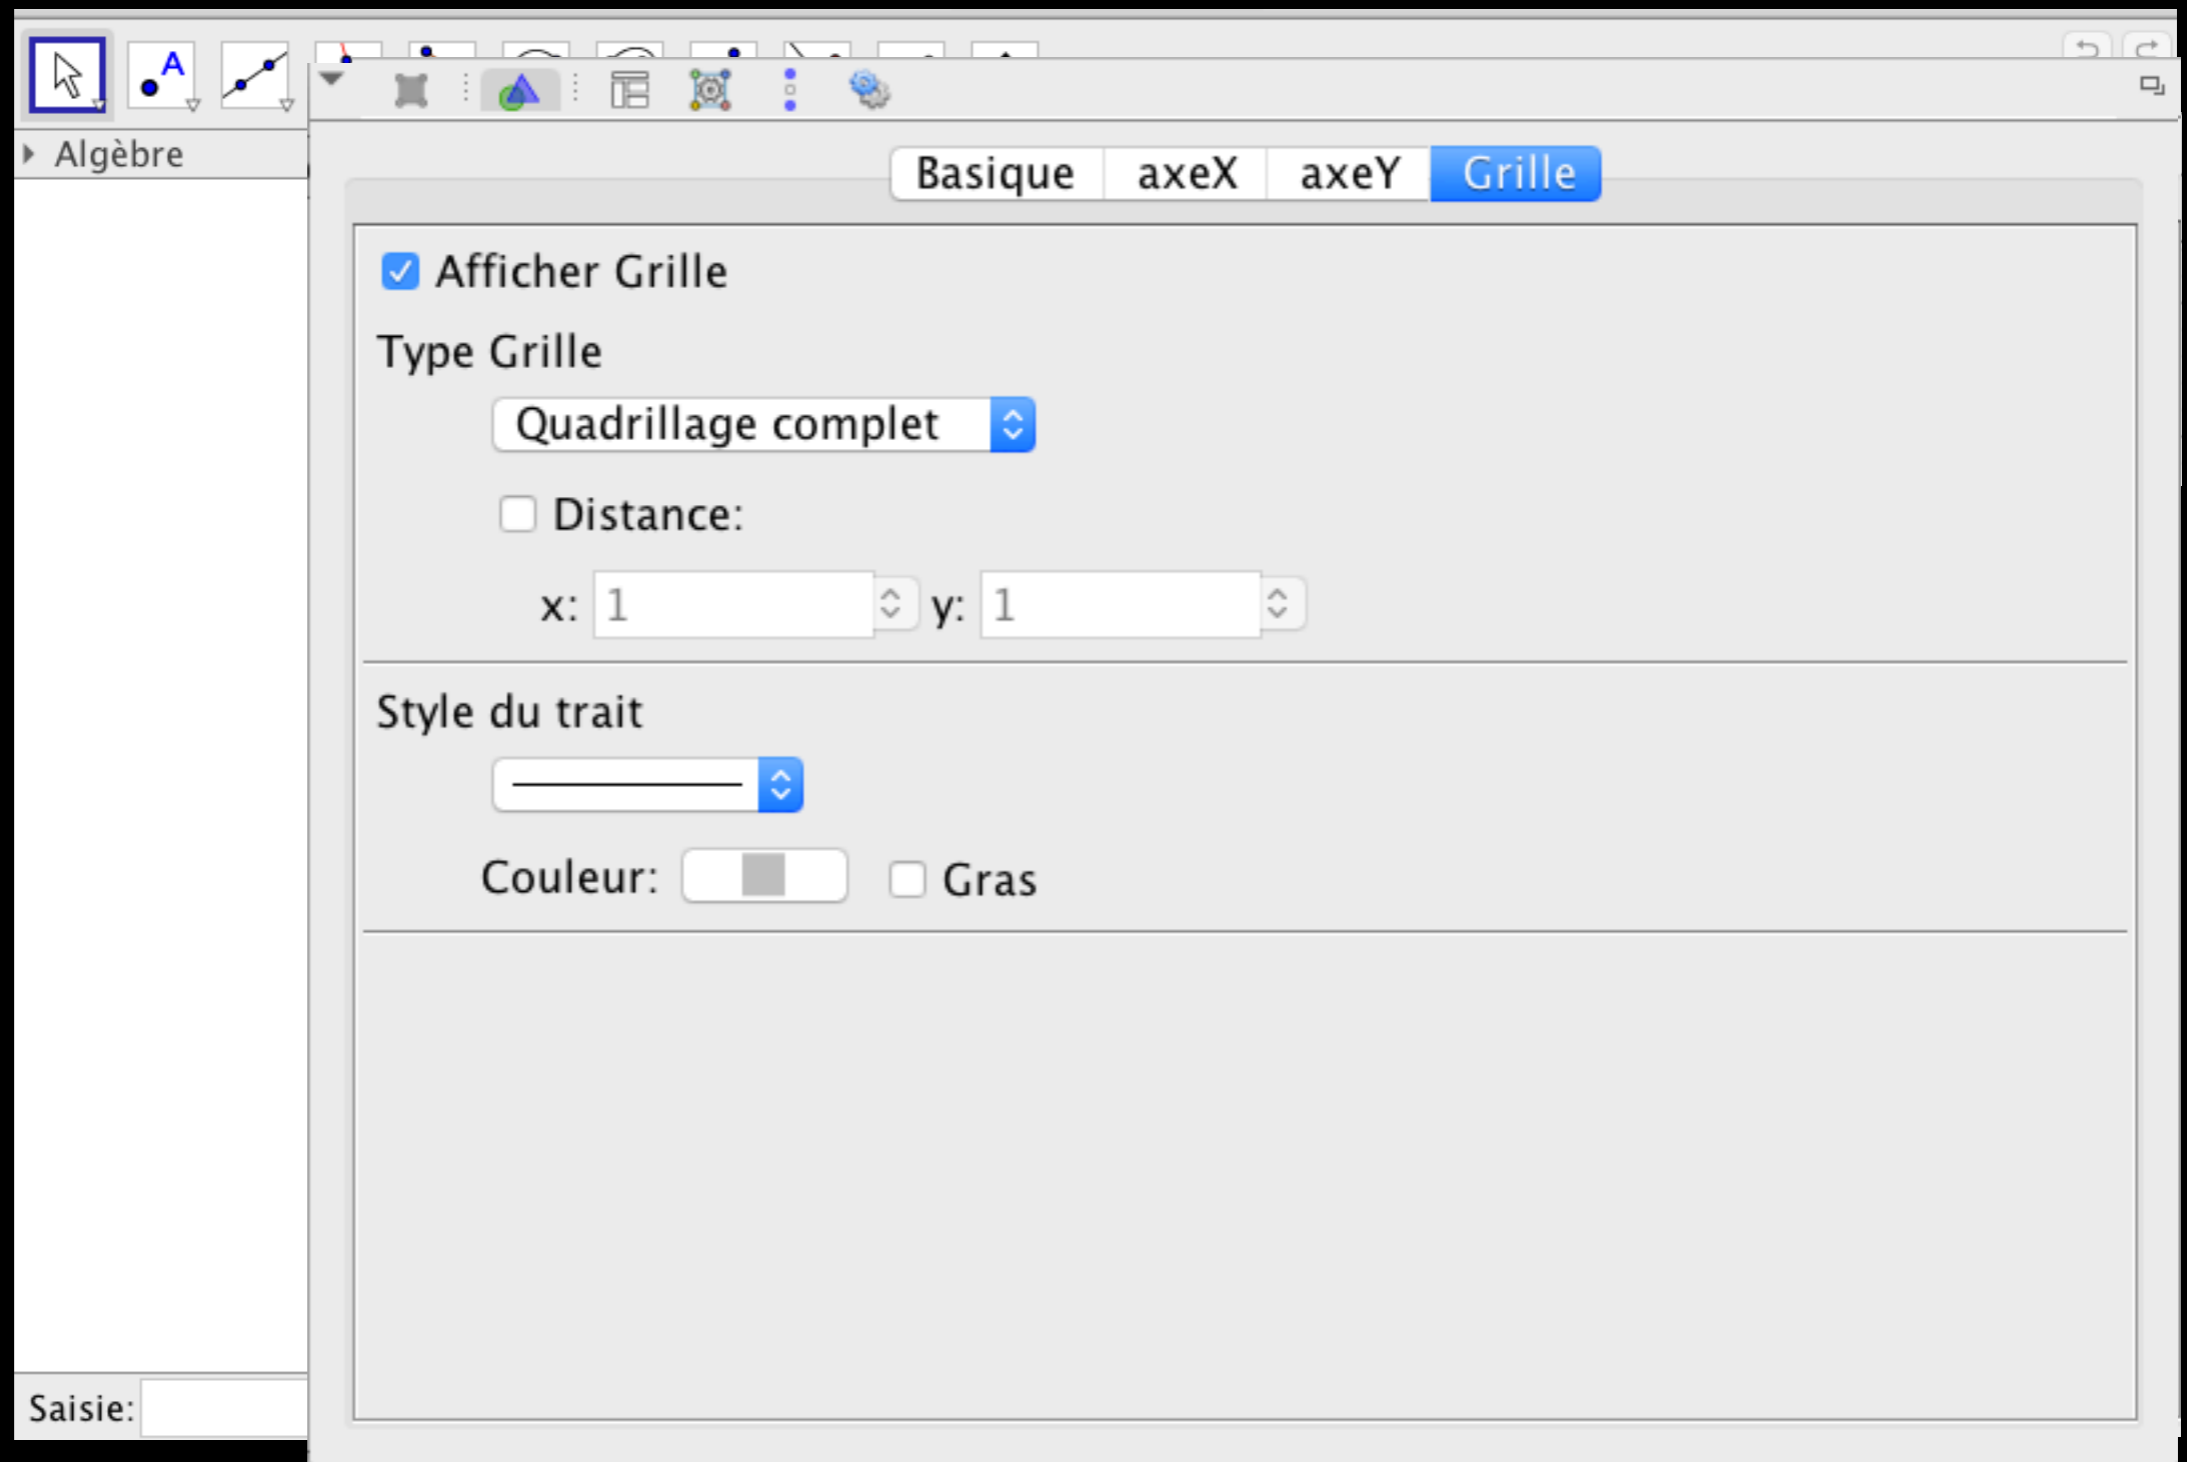 A
Algèbre
Basique axeX axeY Grille
Afficher Grille
Type Grille
Quadrillage complet
Distance:
x: 1 y: 1
Style du trait
Couleur: Gras
Saisie: